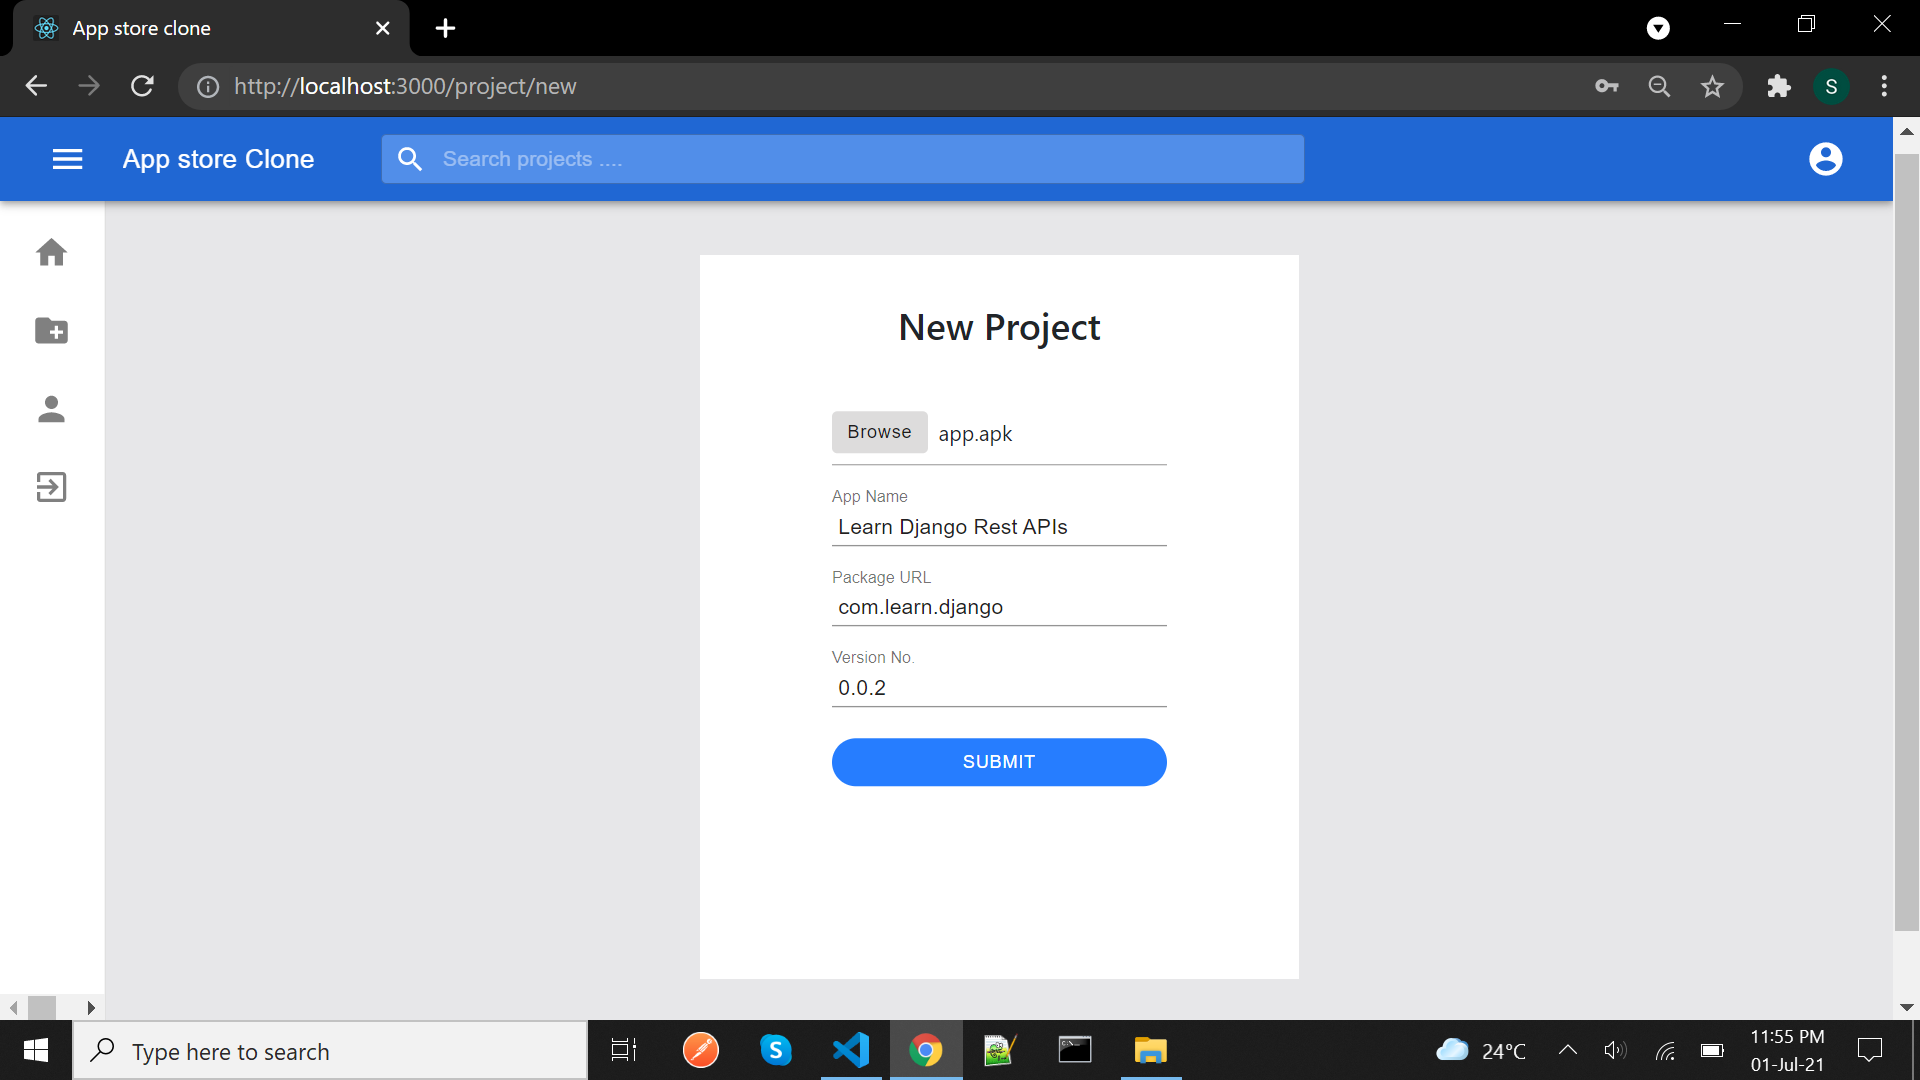 App store clone
http://localhost:3000/project/new
S
App store Clone
Search projects ....
New Project
Browse app.apk
App Name
Learn Django Rest APIs
Package URL
com.learn.django
Version No.
0.0.2
SUBMIT
Type here to search
S
24°C
11:55 PM
01-Jul-21